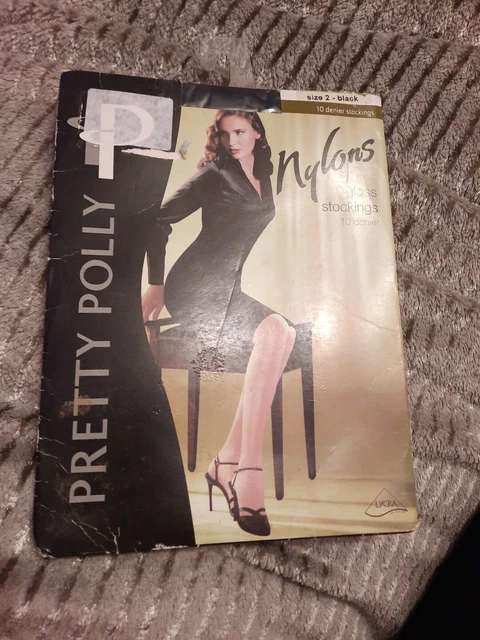 size 2 - black
10 denier stockings
P
Nylons
gloss
stockings
10 denier
PRETTY POLLY
LYCRA